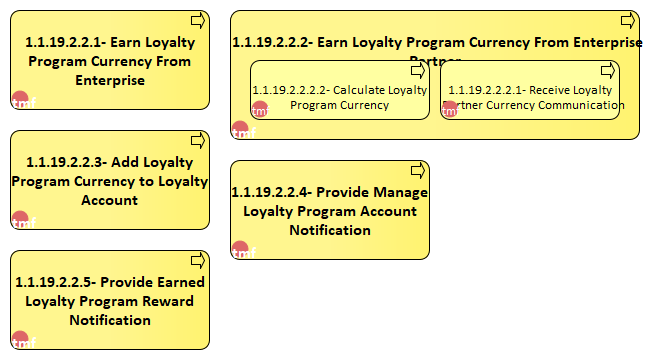 1.1.19.2.2.1- Earn Loyalty
Program Currency From
Enterprise
tmf
1.1.19.2.2.2- Earn Loyalty Program Currency From Enterprise
Partner
1.1.19.2.2.2.2- Calculate Loyalty
Program Currency
tmf
1.1.19.2.2.2.1- Receive Loyalty
Partner Currency Communication
tmf
tmf
1.1.19.2.2.3- Add Loyalty
Program Currency to Loyalty
Account
tmf
1.1.19.2.2.4- Provide Manage
Loyalty Program Account
Notification
tmf
1.1.19.2.2.5- Provide Earned
Loyalty Program Reward
Notification
tmf